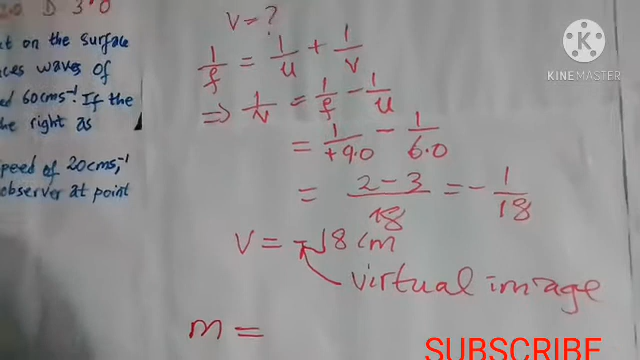 D 3.0
t on the surface
ces waves of
ed 60cms⁻¹. If the
he right as
peed of 20cms,⁻¹
observer at point
v = ?
1/f = 1/u + 1/v
⇒ 1/v = 1/f − 1/u
= 1/+9.0 − 1/6.0
= 2−3/18 = −1/18
V = −18 cm
virtual image
m =
KINEMASTER
SUBSCRIBE